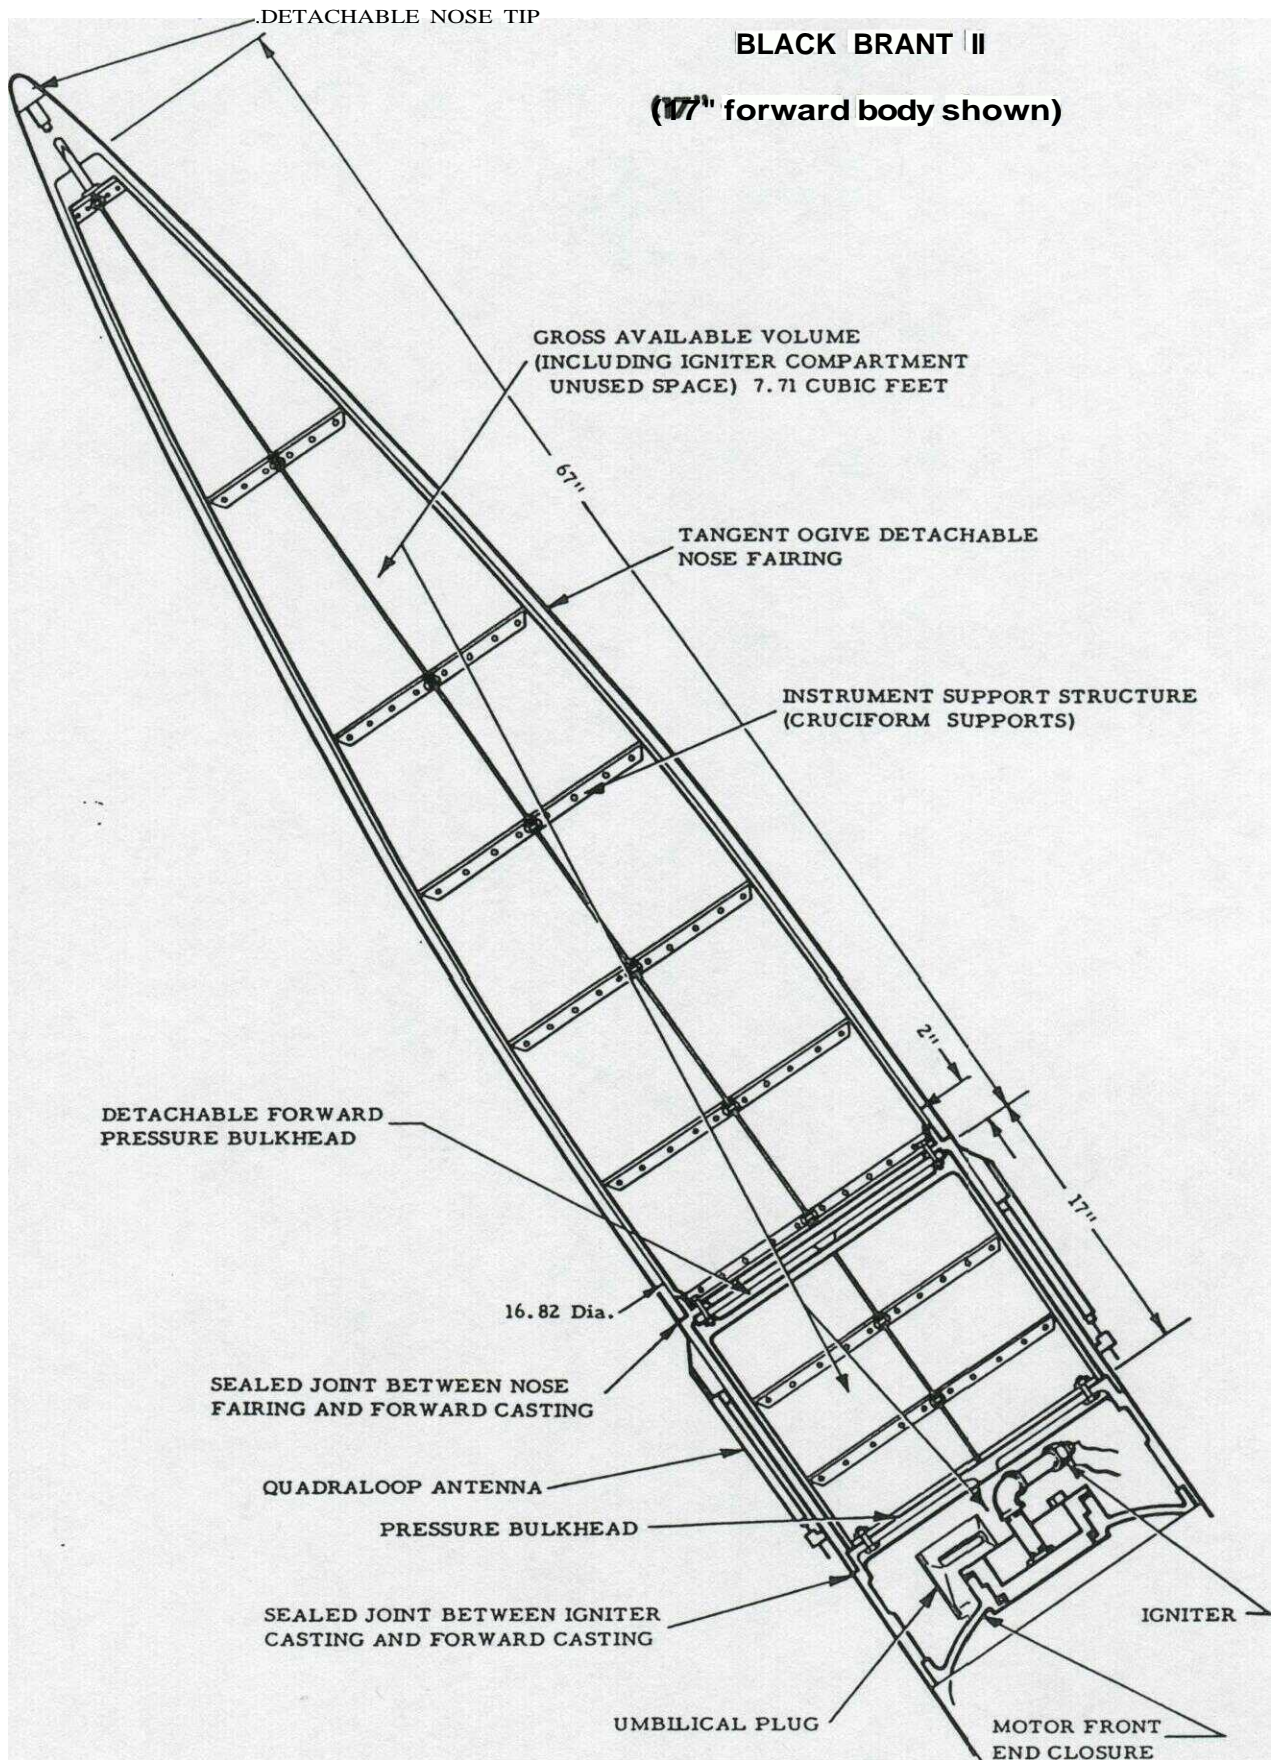 .DETACHABLE NOSE TIP
BLACK BRANT II
(17" forward body shown)
GROSS AVAILABLE VOLUME
(INCLUDING IGNITER COMPARTMENT
UNUSED SPACE) 7.71 CUBIC FEET
67"
TANGENT OGIVE DETACHABLE
NOSE FAIRING
INSTRUMENT SUPPORT STRUCTURE
(CRUCIFORM SUPPORTS)
2"
DETACHABLE FORWARD
PRESSURE BULKHEAD
17"
16.82 Dia.
SEALED JOINT BETWEEN NOSE
FAIRING AND FORWARD CASTING
QUADRALOOP ANTENNA
PRESSURE BULKHEAD
SEALED JOINT BETWEEN IGNITER
CASTING AND FORWARD CASTING
IGNITER
UMBILICAL PLUG
MOTOR FRONT
END CLOSURE